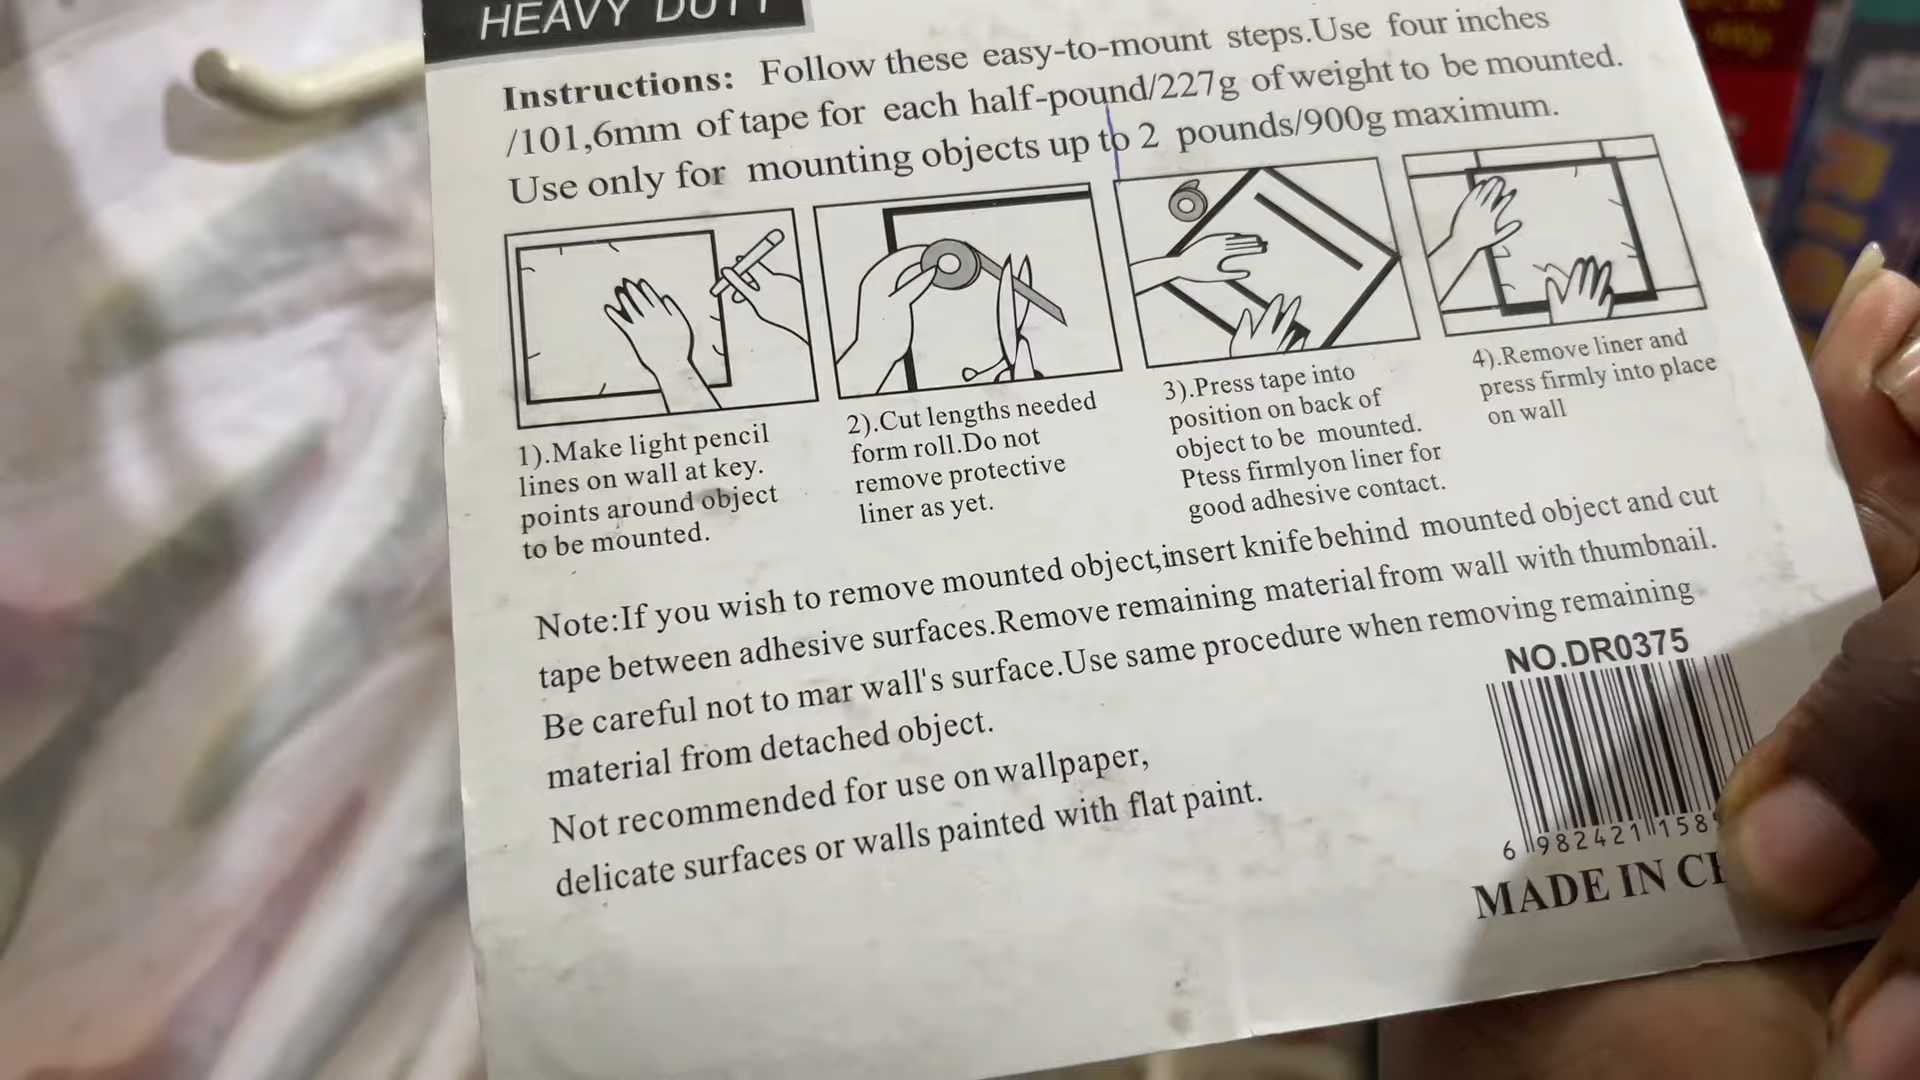 HEAVY DUTY
Instructions: Follow these easy-to-mount steps.Use four inches
/101,6mm of tape for each half-pound/227g of weight to be mounted.
Use only for mounting objects up to 2 pounds/900g maximum.
1).Make light pencil
lines on wall at key.
points around object
to be mounted.
2).Cut lengths needed
form roll.Do not
remove protective
liner as yet.
3).Press tape into
position on back of
object to be mounted.
Ptess firmlyon liner for
good adhesive contact.
4).Remove liner and
press firmly into place
on wall
Note:If you wish to remove mounted object,insert knife behind mounted object and cut
tape between adhesive surfaces.Remove remaining material from wall with thumbnail.
Be careful not to mar wall's surface.Use same procedure when removing remaining
material from detached object.
Not recommended for use on wallpaper,
delicate surfaces or walls painted with flat paint.
NO.DR0375
6 982421 158
MADE IN